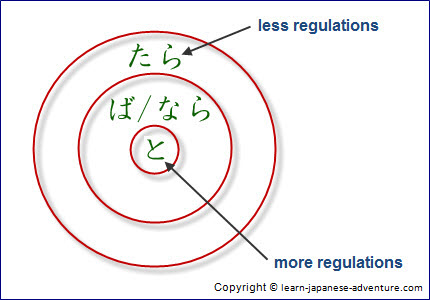 less regulations
たら
ば/なら
と
more regulations
Copyright © learn-japanese-adventure.com